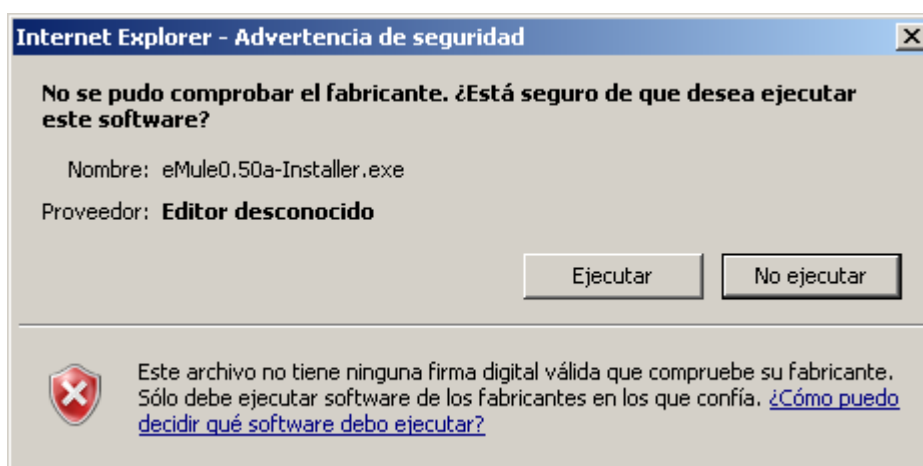 Internet Explorer - Advertencia de seguridad
No se pudo comprobar el fabricante. ¿Está seguro de que desea ejecutar
este software?
Nombre: eMule0.50a-Installer.exe
Proveedor: Editor desconocido
Ejecutar No ejecutar
Este archivo no tiene ninguna firma digital válida que compruebe su fabricante.
Sólo debe ejecutar software de los fabricantes en los que confía. ¿Cómo puedo
decidir qué software debo ejecutar?